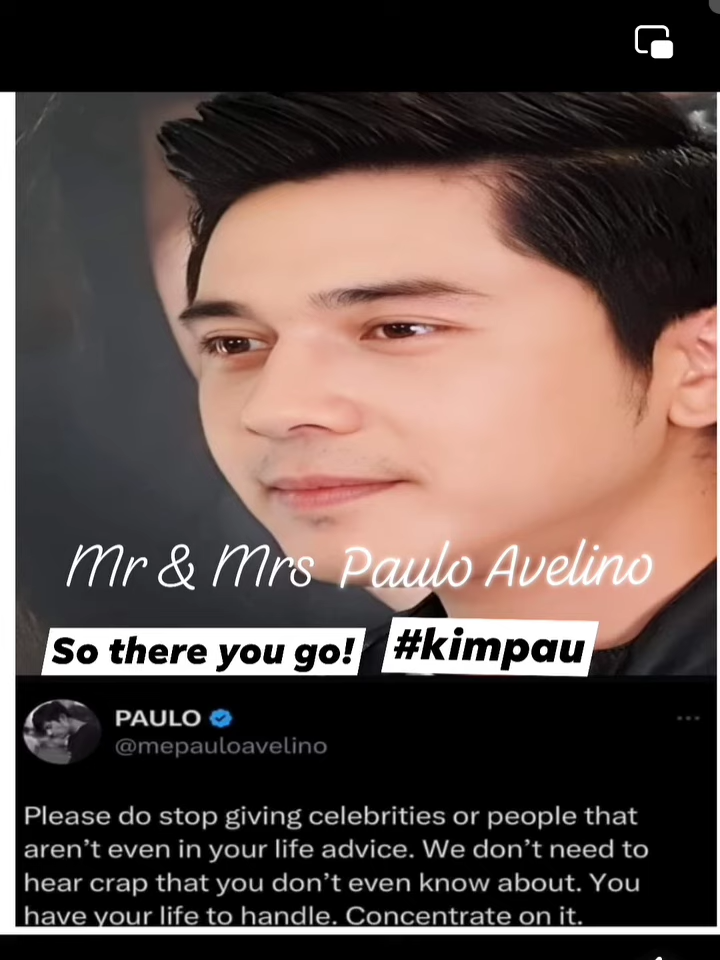 Mr & Mrs Paulo Avelino
So there you go! #kimpau
PAULO
@mepauloavelino
Please do stop giving celebrities or people that
aren’t even in your life advice. We don’t need to
hear crap that you don’t even know about. You
have your life to handle. Concentrate on it.